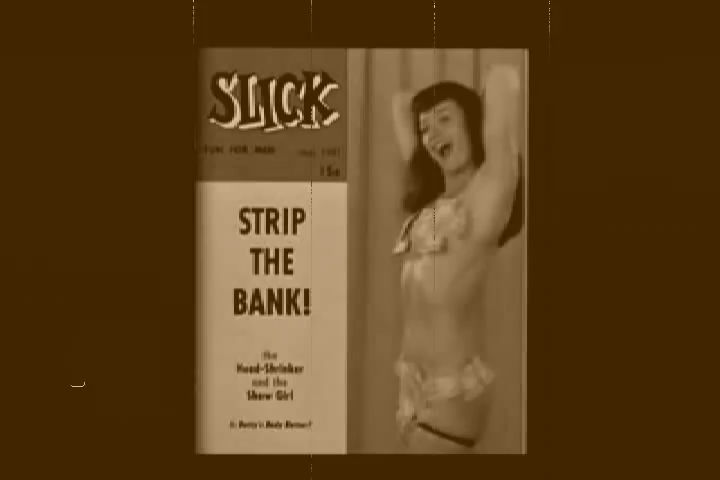 SLICK
FUN FOR MEN
15¢
STRIP
THE
BANK!
the
Head-Shrinker
and the
Show Girl